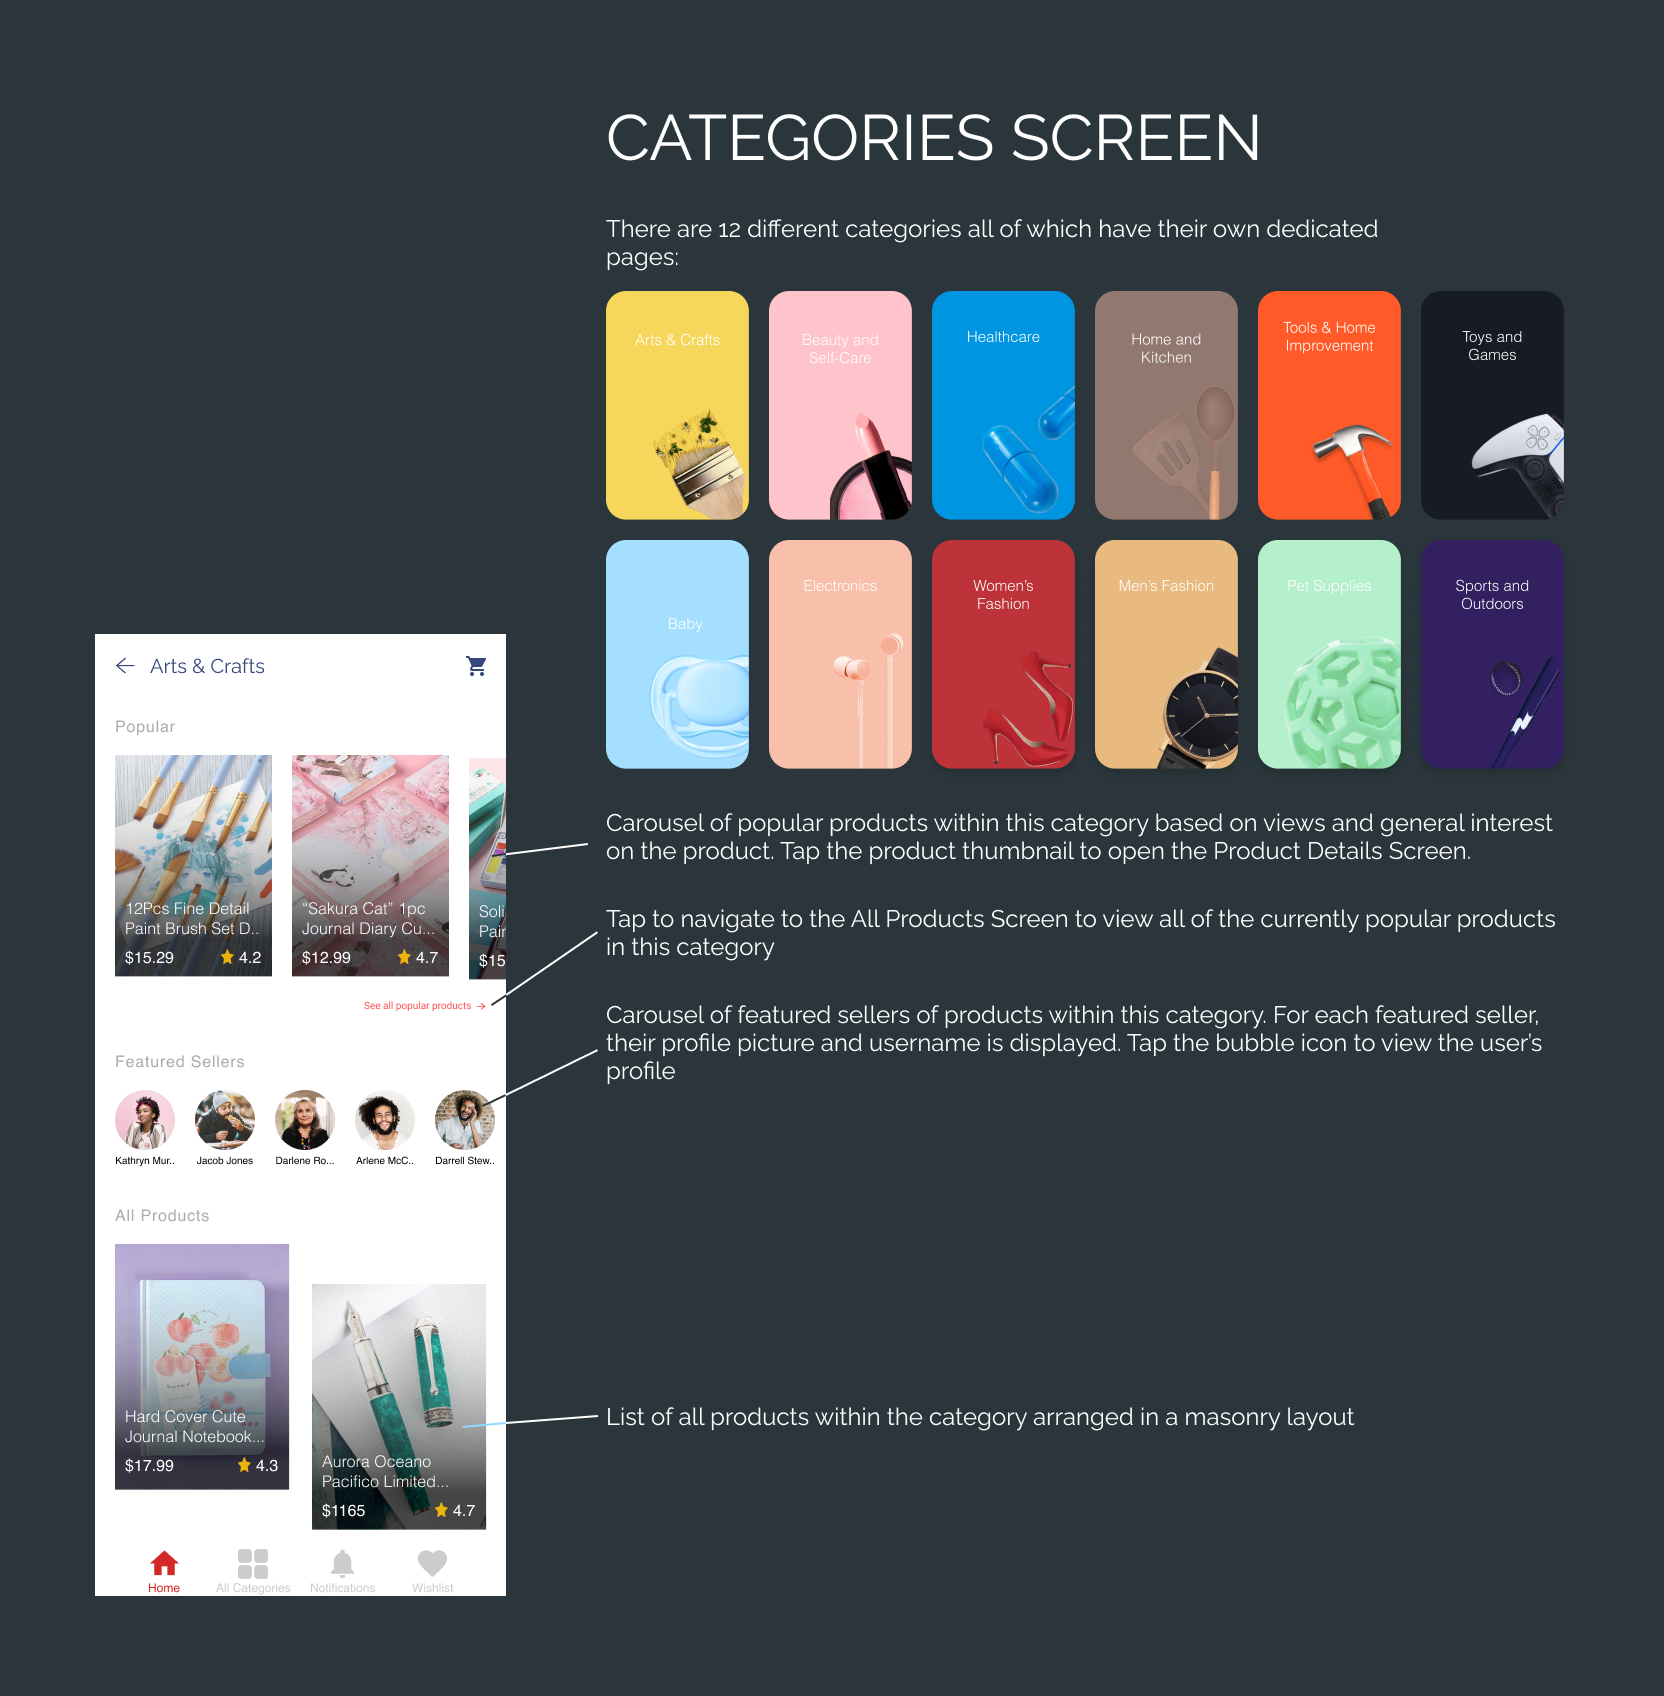 CATEGORIES SCREEN
There are 12 different categories all of which have their own dedicated
pages:
Arts & Crafts
Beauty and
Self-Care
Healthcare
Home and
Kitchen
Tools & Home
Improvement
Toys and
Games
Baby
Electronics
Women's
Fashion
Men's Fashion
Pet Supplies
Sports and
Outdoors
Carousel of popular products within this category based on views and general interest
on the product. Tap the product thumbnail to open the Product Details Screen.
Tap to navigate to the All Products Screen to view all of the currently popular products
in this category
Carousel of featured sellers of products within this category. For each featured seller,
their profile picture and username is displayed. Tap the bubble icon to view the user's
profile
List of all products within the category arranged in a masonry layout
Arts & Crafts
Popular
12Pcs Fine Detail
Paint Brush Set D..
$15.29
4.2
“Sakura Cat” 1pc
Journal Diary Cu...
$12.99
4.7
Soli
Pair
$15
See all popular products
Featured Sellers
Kathryn Mur..
Jacob Jones
Darlene Ro...
Arlene McC..
Darrell Stew..
All Products
Hard Cover Cute
Journal Notebook...
$17.99
4.3
Aurora Oceano
Pacifico Limited...
$1165
4.7
Home
All Categories
Notifications
Wishlist